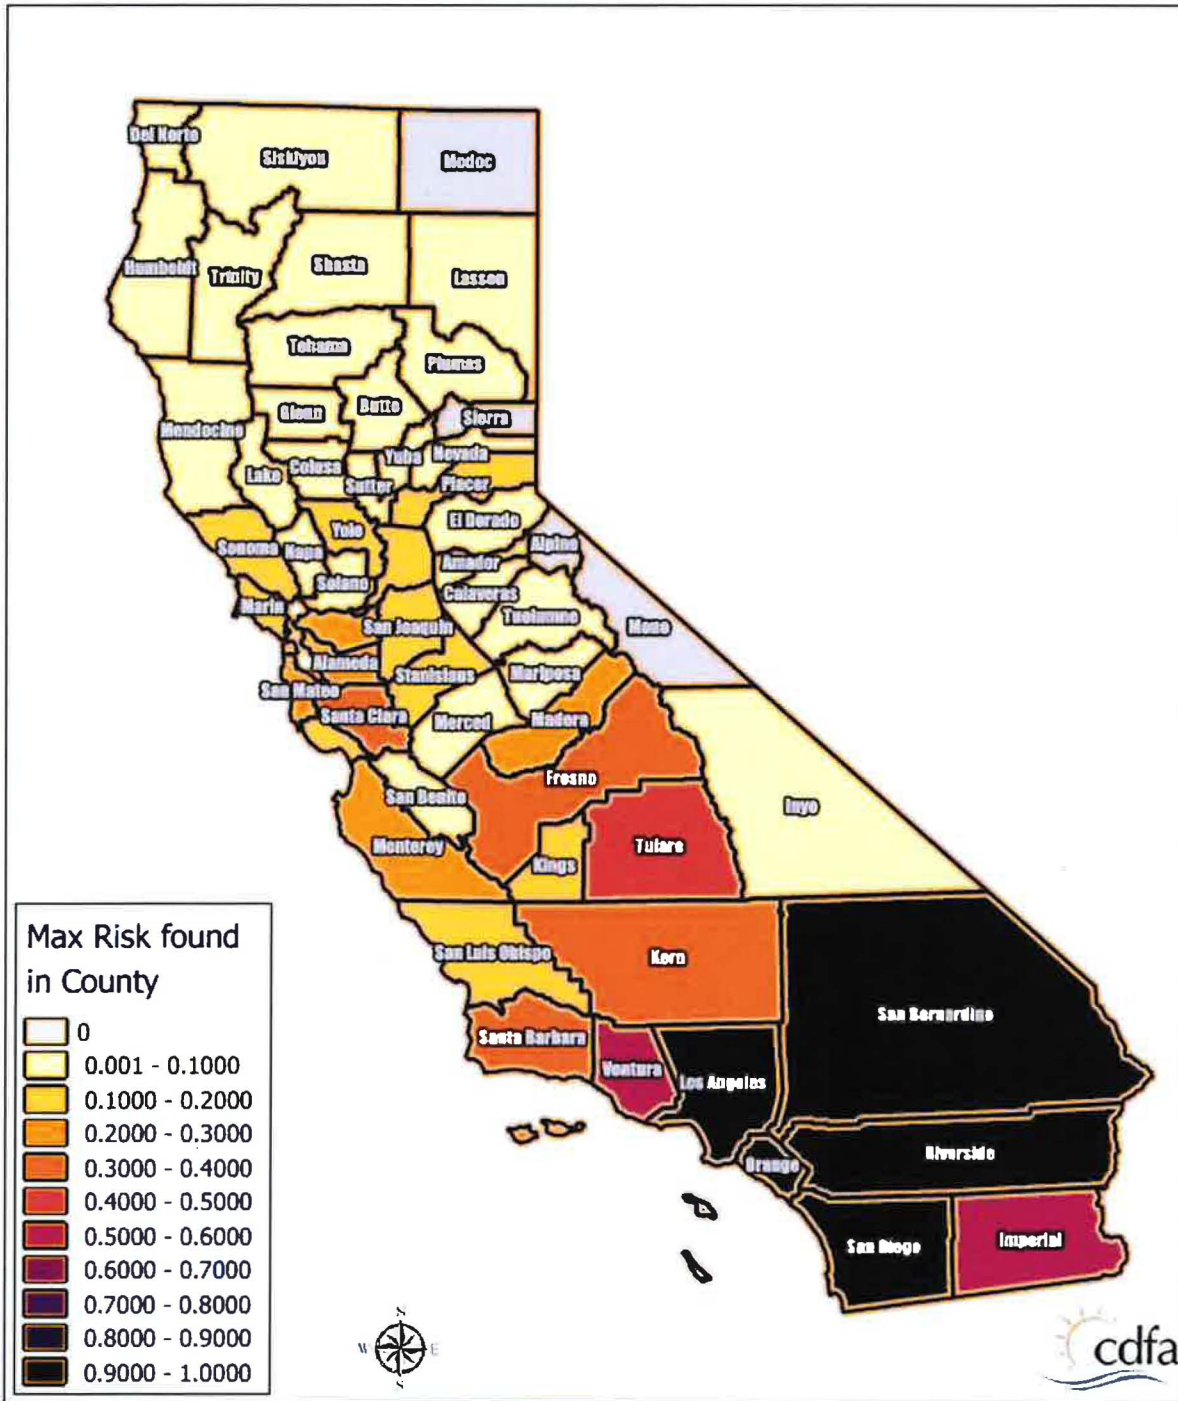 Del Norte
Siskiyou
Modoc
Humboldt
Trinity
Shasta
Lassen
Tehama
Plumas
Glenn
Butte
Sierra
Mendocino
Colusa
Yuba
Nevada
Lake
Sutter
Placer
Yolo
El Dorado
Sonoma
Napa
Alpine
Solano
Amador
Calaveras
Marin
San Joaquin
Tuolumne
Mono
Alameda
Stanislaus
Mariposa
San Mateo
Santa Clara
Merced
Madera
Fresno
San Benito
Inyo
Monterey
Tulare
Kings
San Luis Obispo
Kern
San Bernardino
Santa Barbara
Ventura
Los Angeles
Orange
Riverside
San Diego
Imperial
Max Risk found
in County
0
0.001 - 0.1000
0.1000 - 0.2000
0.2000 - 0.3000
0.3000 - 0.4000
0.4000 - 0.5000
0.5000 - 0.6000
0.6000 - 0.7000
0.7000 - 0.8000
0.8000 - 0.9000
0.9000 - 1.0000
W E
S
cdfa